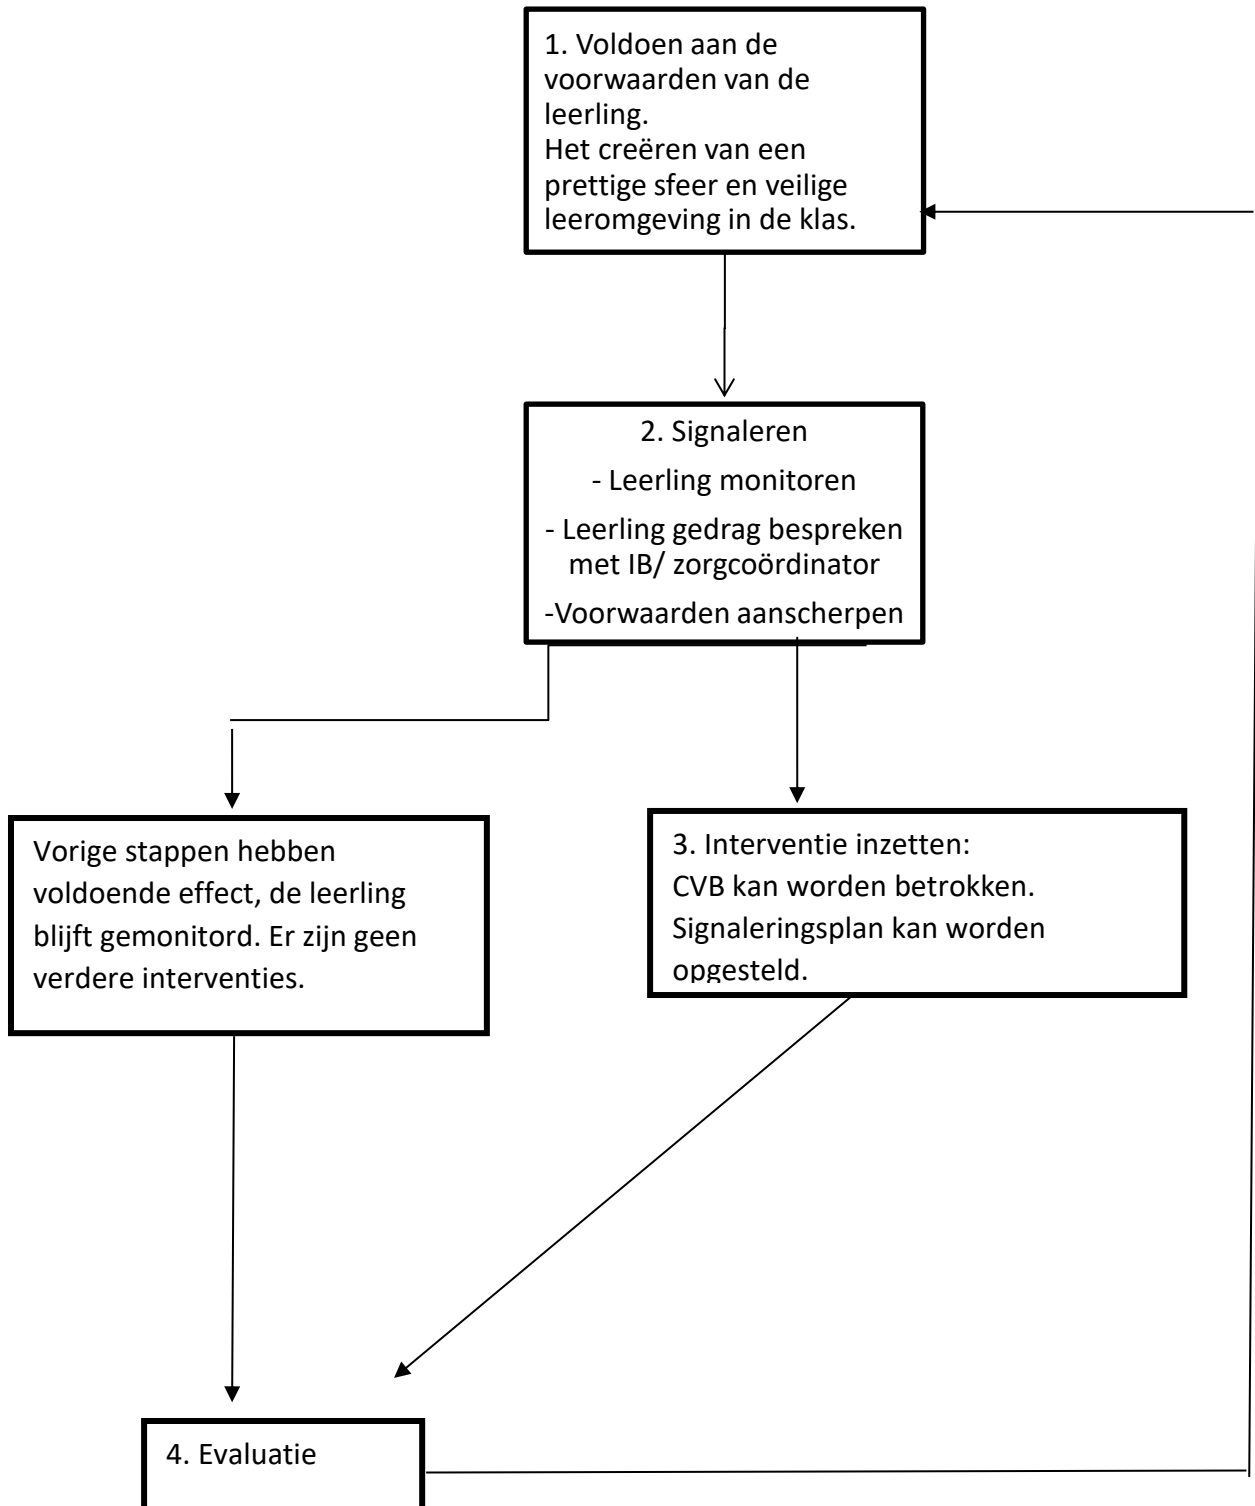 1. Voldoen aan de
voorwaarden van de
leerling.
Het creëren van een
prettige sfeer en veilige
leeromgeving in de klas.
2. Signaleren
- Leerling monitoren
- Leerling gedrag bespreken
met IB/ zorgcoördinator
-Voorwaarden aanscherpen
Vorige stappen hebben
voldoende effect, de leerling
blijft gemonitord. Er zijn geen
verdere interventies.
3. Interventie inzetten:
CVB kan worden betrokken.
Signaleringsplan kan worden
opgesteld.
4. Evaluatie